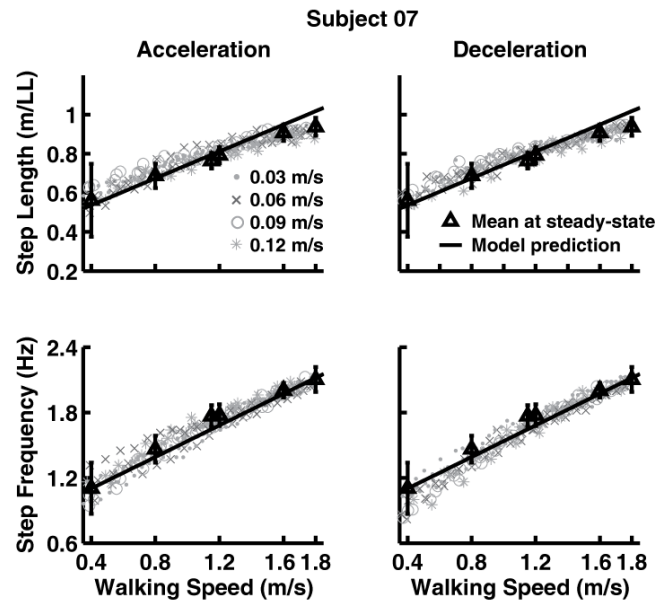 Subject 07
Acceleration
Deceleration
Step Length (m/LL)
1
0.8
0.6
0.4
0.2
0.03 m/s
0.06 m/s
0.09 m/s
0.12 m/s
Mean at steady-state
Model prediction
Step Frequency (Hz)
2.4
1.8
1.2
0.6
0.4 0.8 1.2 1.6 1.8
0.4 0.8 1.2 1.6 1.8
Walking Speed (m/s)
Walking Speed (m/s)